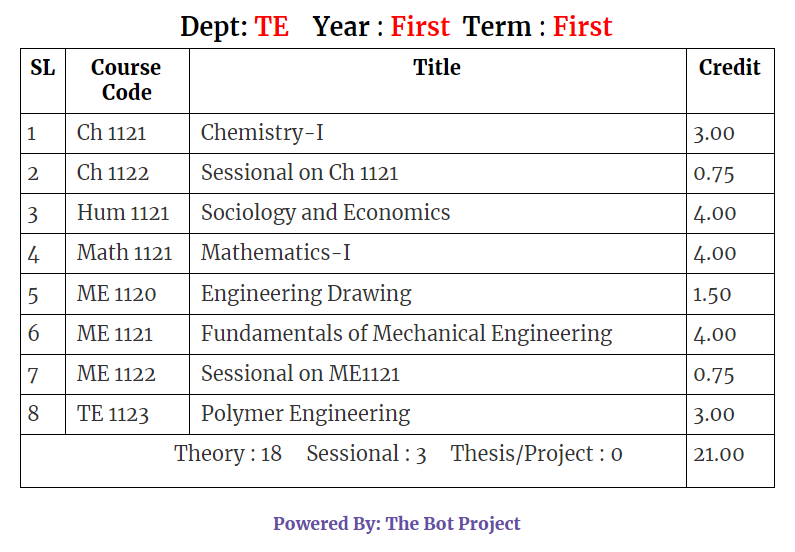 Dept: TE Year : First Term : First
SL Course Code Title Credit
1 Ch 1121 Chemistry-I 3.00
2 Ch 1122 Sessional on Ch 1121 0.75
3 Hum 1121 Sociology and Economics 4.00
4 Math 1121 Mathematics-I 4.00
5 ME 1120 Engineering Drawing 1.50
6 ME 1121 Fundamentals of Mechanical Engineering 4.00
7 ME 1122 Sessional on ME1121 0.75
8 TE 1123 Polymer Engineering 3.00
Theory : 18 Sessional : 3 Thesis/Project : 0 21.00
Powered By: The Bot Project